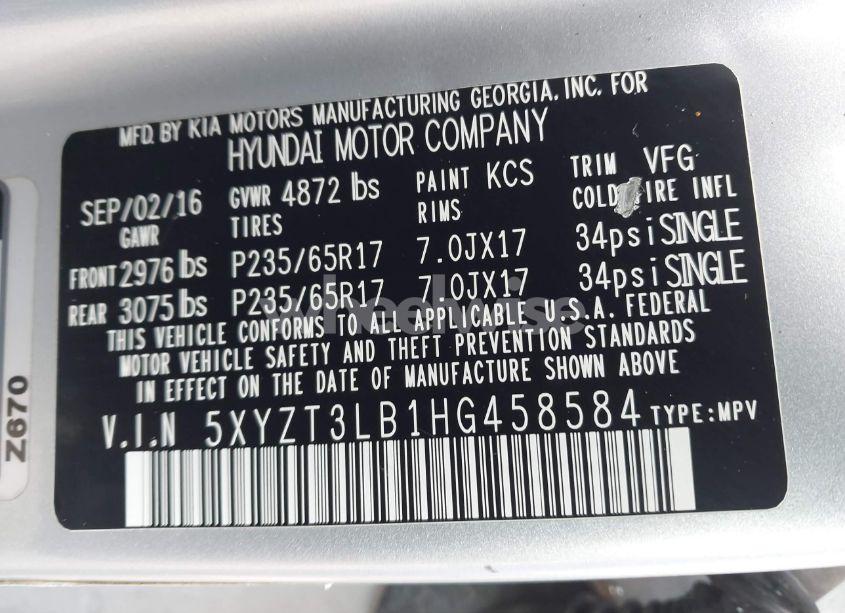 MFD. BY KIA MOTORS MANUFACTURING GEORGIA, INC. FOR
HYUNDAI MOTOR COMPANY
SEP/02/16 GVWR 4872 lbs PAINT KCS TRIM VFG
GAWR TIRES RIMS COLD TIRE INFL
FRONT 2976 lbs P235/65R17 7.0JX17 34psi SINGLE
REAR 3075 lbs P235/65R17 7.0JX17 34psi SINGLE
THIS VEHICLE CONFORMS TO ALL APPLICABLE U.S.A. FEDERAL
MOTOR VEHICLE SAFETY AND THEFT PREVENTION STANDARDS
IN EFFECT ON THE DATE OF MANUFACTURE SHOWN ABOVE
V.I.N 5XYZT3LB1HG458584 TYPE:MPV
Z670
wheelwise